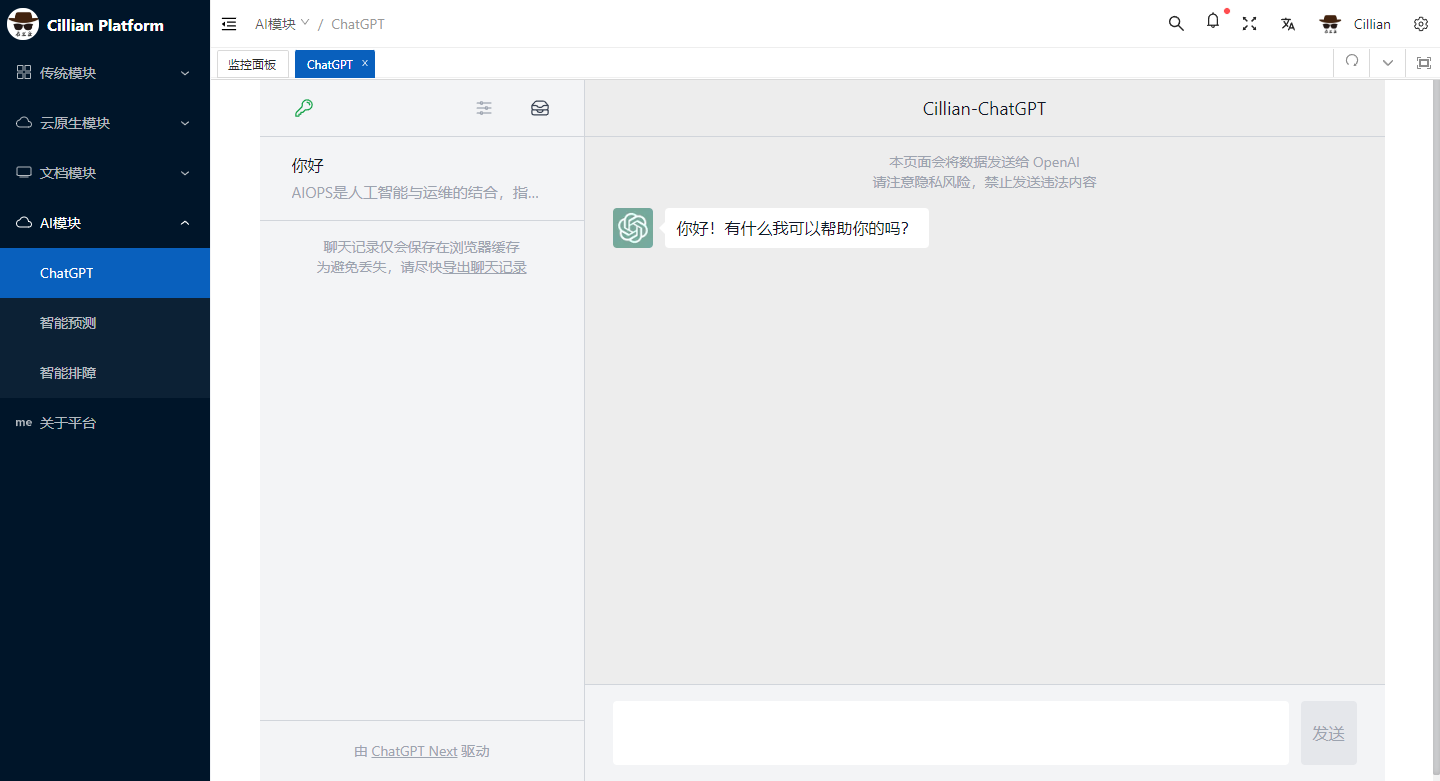 Cillian Platform
传统模块
云原生模块
文档模块
AI模块
ChatGPT
智能预测
智能排障
me 关于平台
AI模块 / ChatGPT
Cillian
监控面板
ChatGPT x
你好
AIOPS是人工智能与运维的结合，指...
聊天记录仅会保存在浏览器缓存
为避免丢失，请尽快导出聊天记录
由 ChatGPT Next 驱动
Cillian-ChatGPT
本页面会将数据发送给 OpenAI
请注意隐私风险，禁止发送违法内容
你好！有什么我可以帮助你的吗？
发送